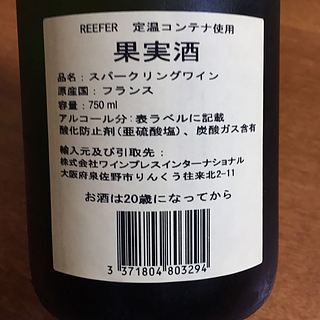 REEFER 定温コンテナ使用
果実酒
品名：スパークリングワイン
原産国：フランス
容量：750 ml
アルコール分：表ラベルに記載
酸化防止剤(亜硫酸塩)、炭酸ガス含有
輸入元及び引取先：
株式会社ワインプレスインターナショナル
大阪府泉佐野市りんくう往来北2-11
お酒は20歳になってから
3 371804 803294